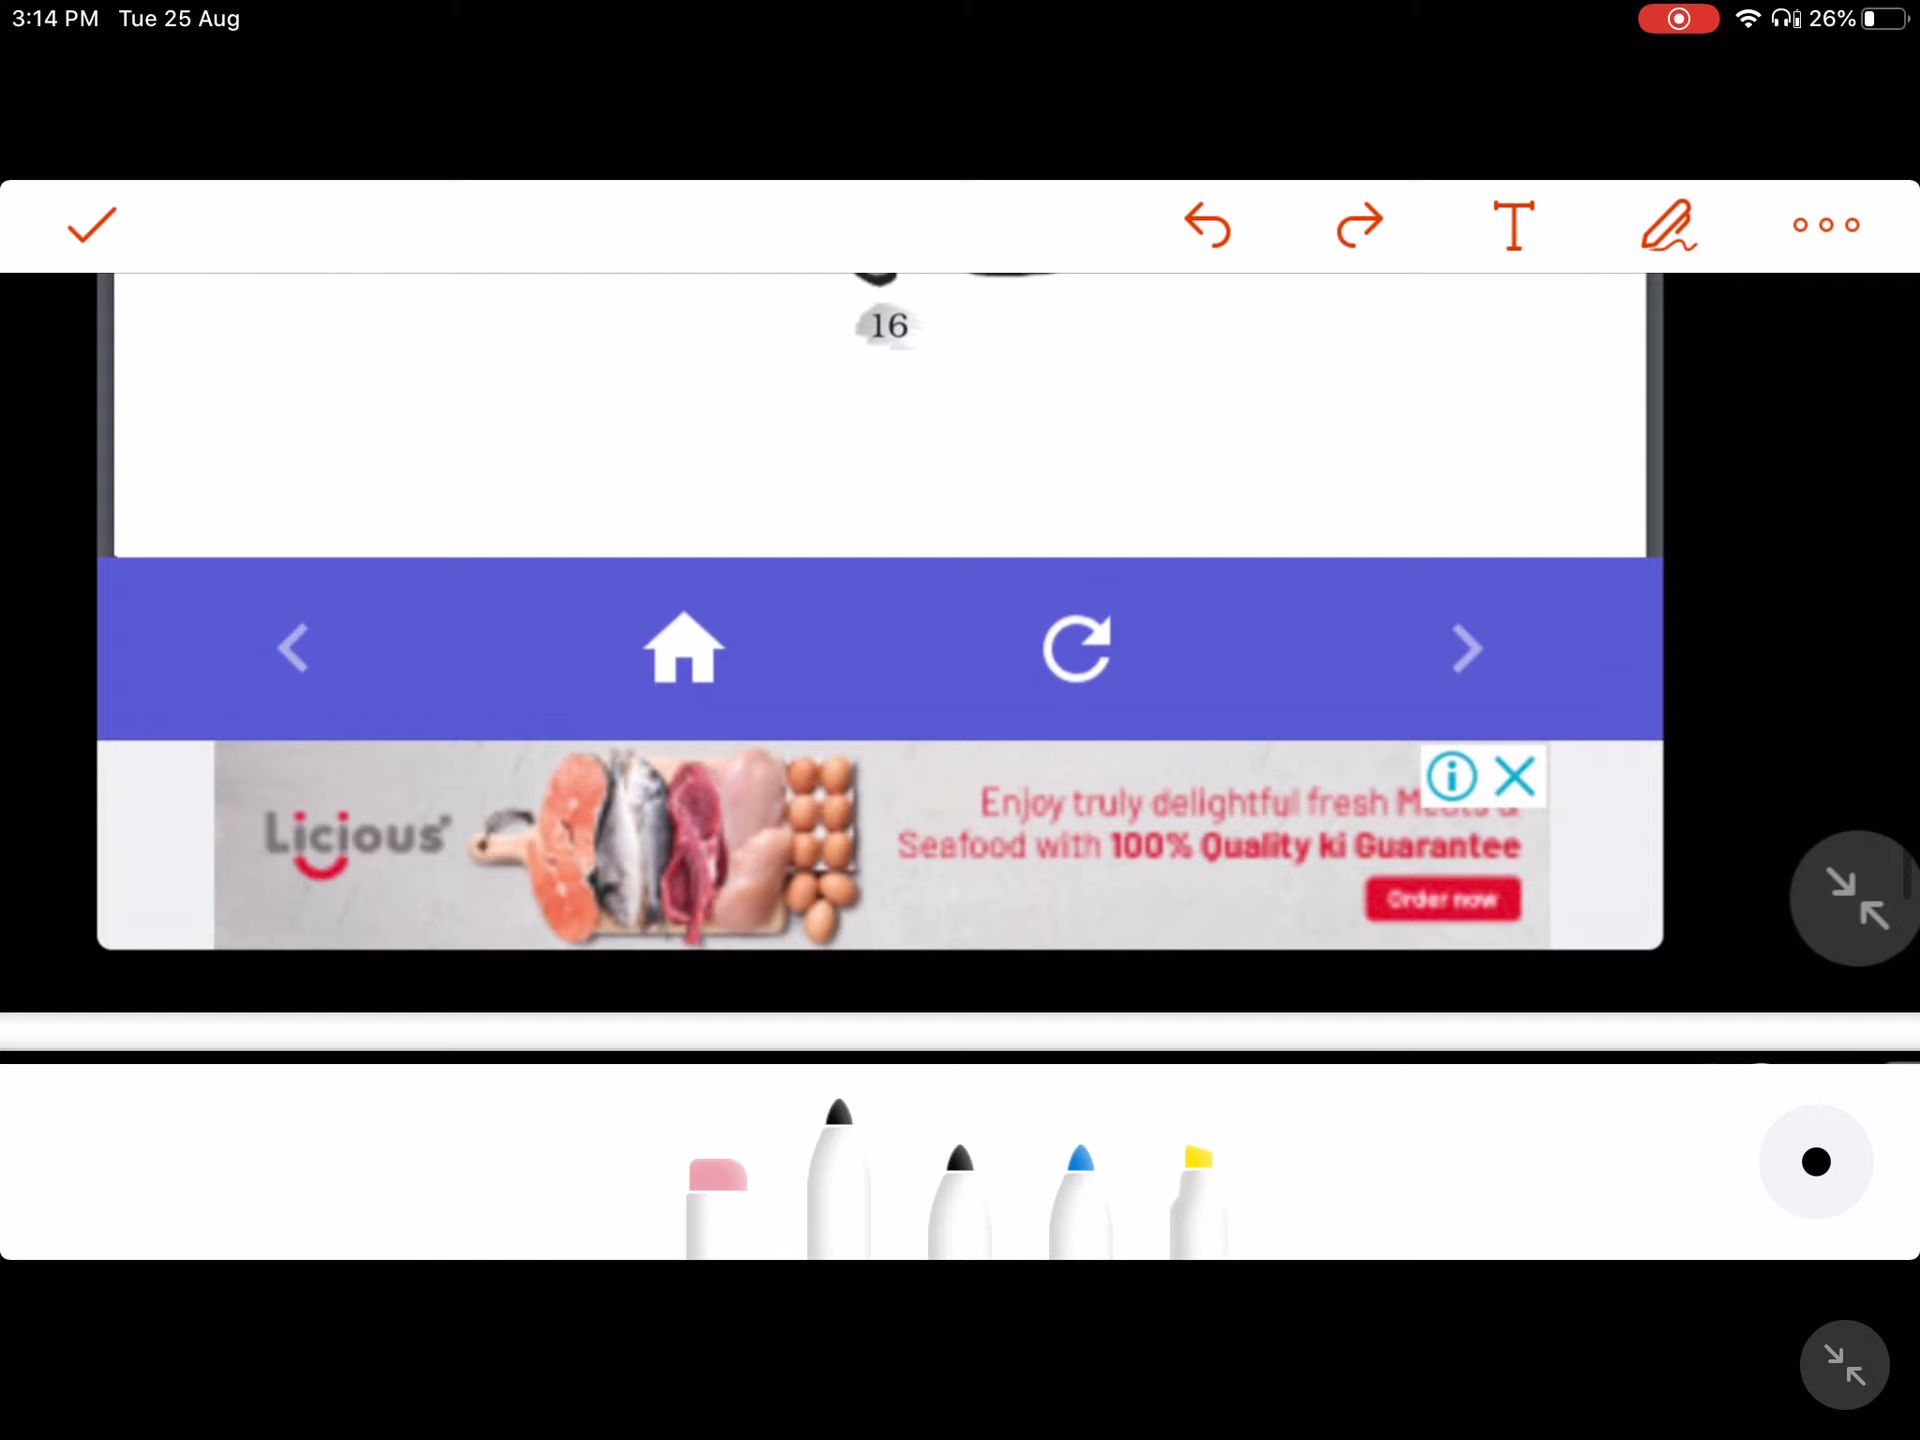 3:14 PM Tue 25 Aug
26%
T
16
Licious
Enjoy truly delightful fresh
Seafood with 100% Quality ki Guarantee
Order now